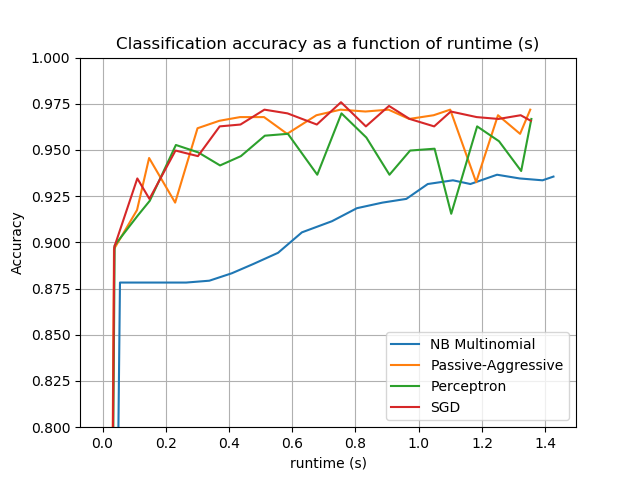 Classification accuracy as a function of runtime (s)
1.000
0.975
0.950
0.925
0.900
0.875
0.850
0.825
0.800
Accuracy
NB Multinomial
Passive-Aggressive
Perceptron
SGD
0.0 0.2 0.4 0.6 0.8 1.0 1.2 1.4
runtime (s)